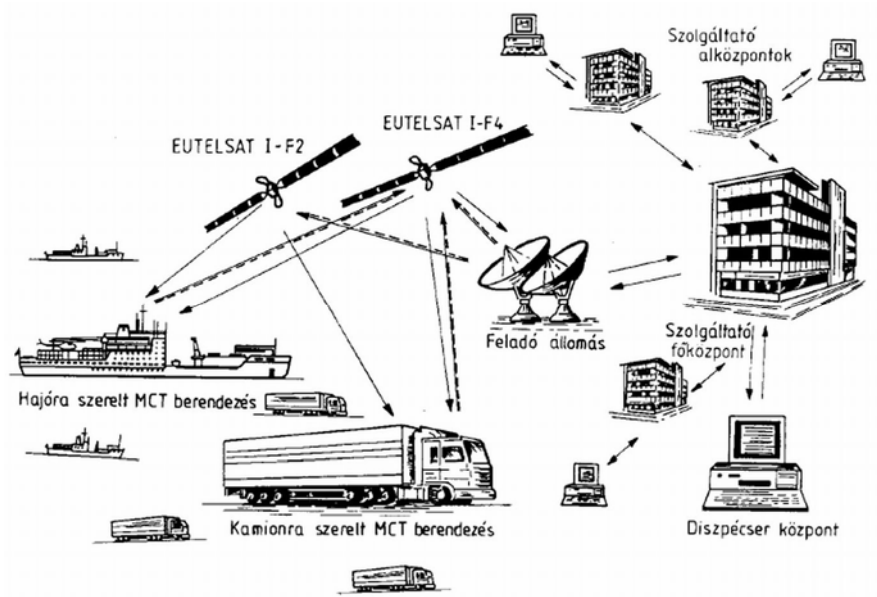 Szolgáltató
alközpontok
EUTELSAT I-F4
EUTELSAT I-F2
Feladó állomás
Szolgáltató
főközpont
Hajóra szerelt MCT berendezés
Kamionra szerelt MCT berendezés
Diszpécser központ